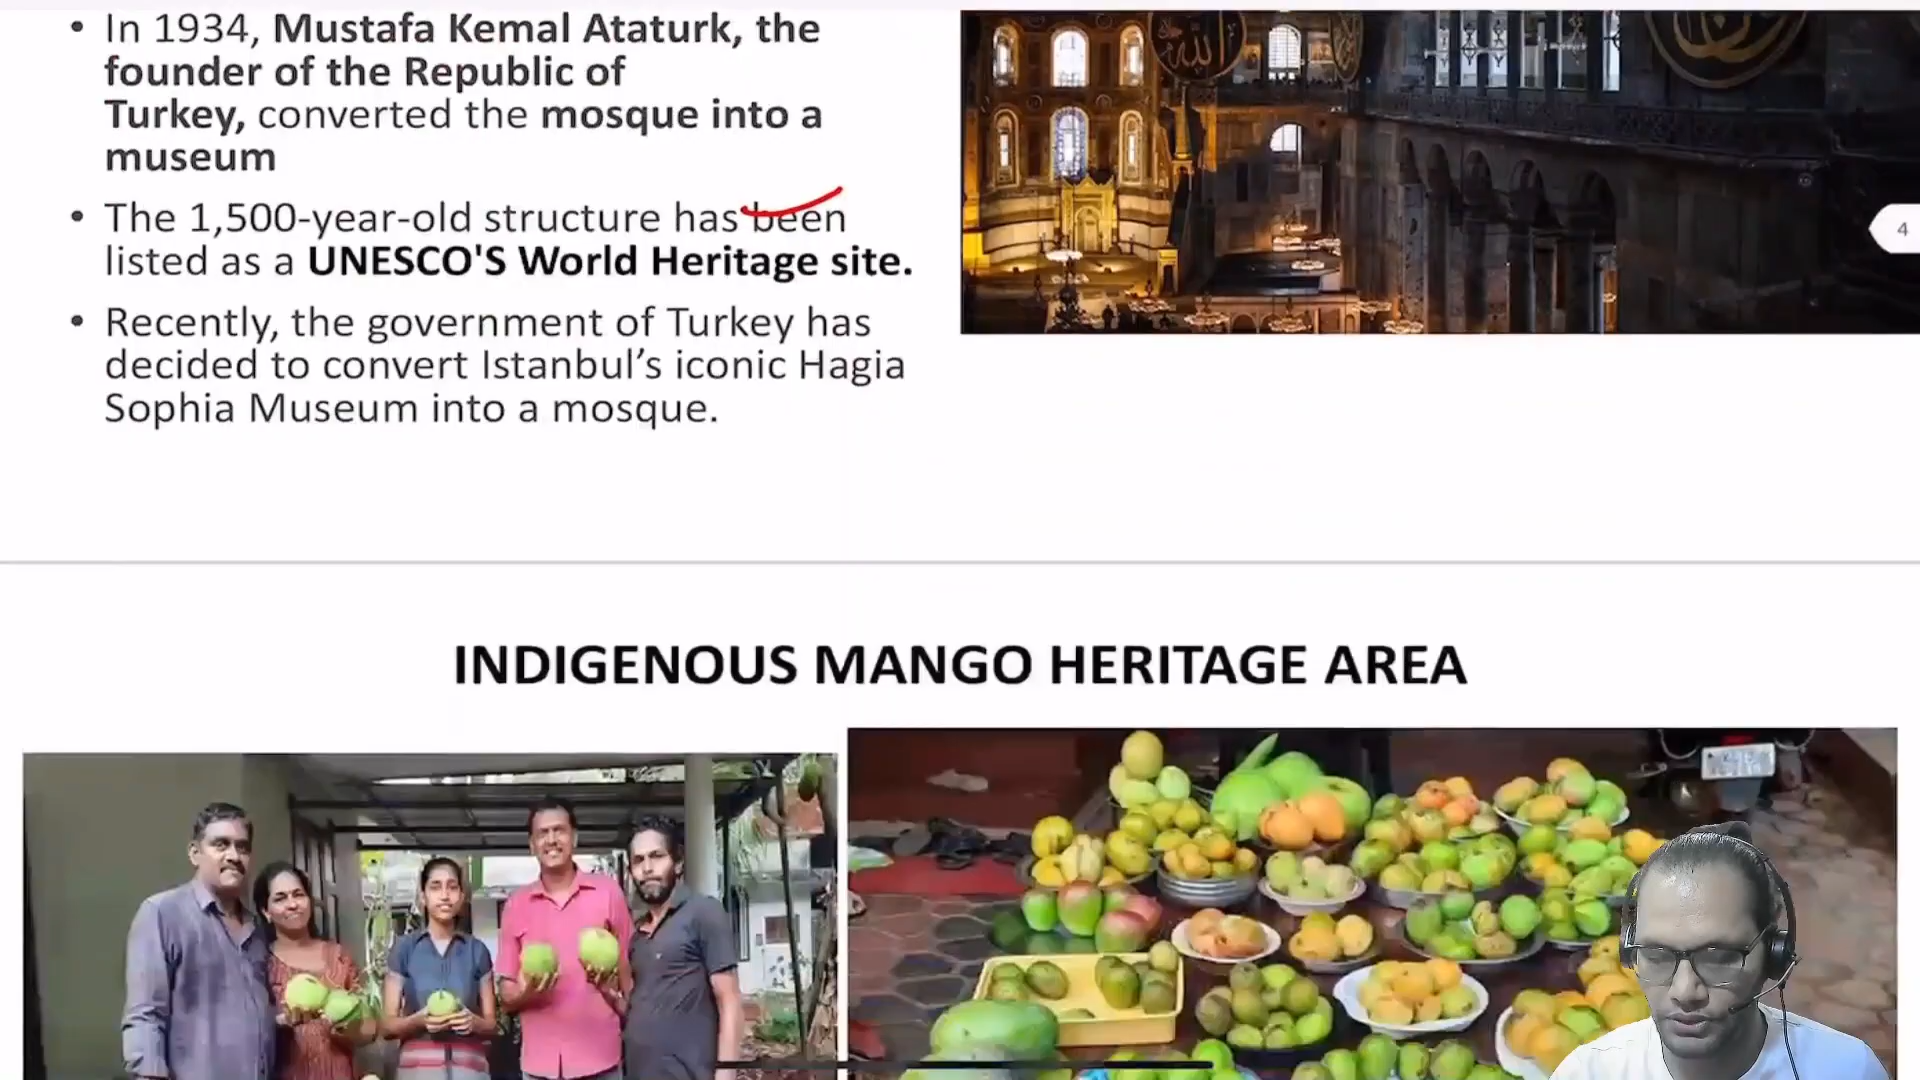 • In 1934, Mustafa Kemal Ataturk, the
founder of the Republic of
Turkey, converted the mosque into a
museum
• The 1,500-year-old structure has been
listed as a UNESCO'S World Heritage site.
• Recently, the government of Turkey has
decided to convert Istanbul’s iconic Hagia
Sophia Museum into a mosque.
4
INDIGENOUS MANGO HERITAGE AREA